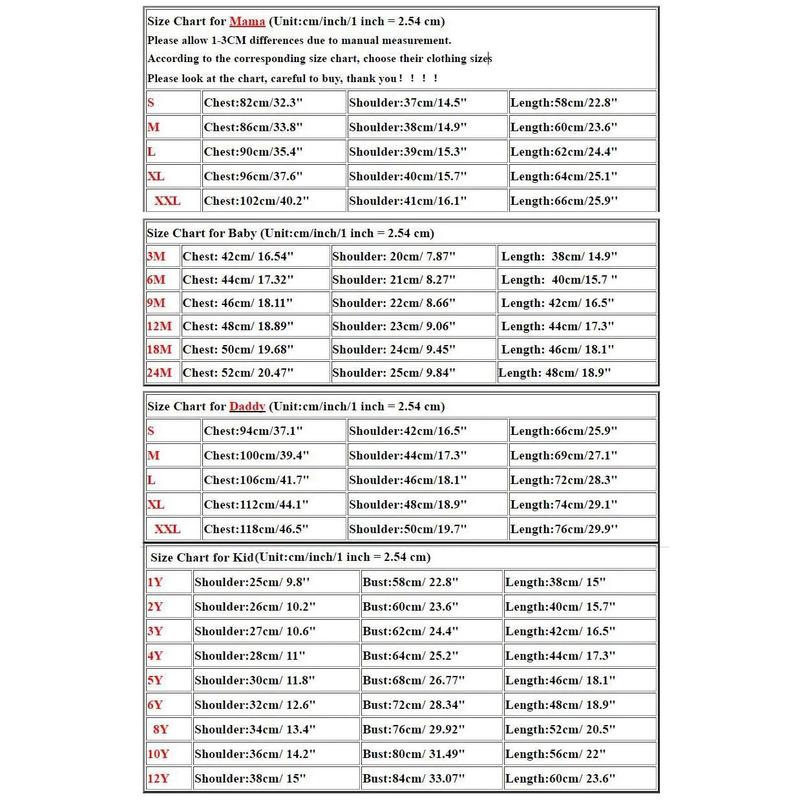 Size Chart for Mama (Unit:cm/inch/1 inch = 2.54 cm)
Please allow 1-3CM differences due to manual measurement.
According to the corresponding size chart, choose their clothing sizes
Please look at the chart, careful to buy, thank you！！！！
S Chest:82cm/32.3" Shoulder:37cm/14.5" Length:58cm/22.8"
M Chest:86cm/33.8" Shoulder:38cm/14.9" Length:60cm/23.6"
L Chest:90cm/35.4" Shoulder:39cm/15.3" Length:62cm/24.4"
XL Chest:96cm/37.6" Shoulder:40cm/15.7" Length:64cm/25.1"
XXL Chest:102cm/40.2" Shoulder:41cm/16.1" Length:66cm/25.9"
Size Chart for Baby (Unit:cm/inch/1 inch = 2.54 cm)
3M Chest: 42cm/ 16.54" Shoulder: 20cm/ 7.87" Length: 38cm/ 14.9"
6M Chest: 44cm/ 17.32" Shoulder: 21cm/ 8.27" Length: 40cm/15.7 "
9M Chest: 46cm/ 18.11" Shoulder: 22cm/ 8.66" Length: 42cm/ 16.5"
12M Chest: 48cm/ 18.89" Shoulder: 23cm/ 9.06" Length: 44cm/ 17.3"
18M Chest: 50cm/ 19.68" Shoulder: 24cm/ 9.45" Length: 46cm/ 18.1"
24M Chest: 52cm/ 20.47" Shoulder: 25cm/ 9.84" Length: 48cm/ 18.9"
Size Chart for Daddy (Unit:cm/inch/1 inch = 2.54 cm)
S Chest:94cm/37.1" Shoulder:42cm/16.5" Length:66cm/25.9"
M Chest:100cm/39.4" Shoulder:44cm/17.3" Length:69cm/27.1"
L Chest:106cm/41.7" Shoulder:46cm/18.1" Length:72cm/28.3"
XL Chest:112cm/44.1" Shoulder:48cm/18.9" Length:74cm/29.1"
XXL Chest:118cm/46.5" Shoulder:50cm/19.7" Length:76cm/29.9"
Size Chart for Kid(Unit:cm/inch/1 inch = 2.54 cm)
1Y Shoulder:25cm/ 9.8'' Bust:58cm/ 22.8" Length:38cm/ 15"
2Y Shoulder:26cm/ 10.2" Bust:60cm/ 23.6" Length:40cm/ 15.7"
3Y Shoulder:27cm/ 10.6" Bust:62cm/ 24.4" Length:42cm/ 16.5"
4Y Shoulder:28cm/ 11" Bust:64cm/ 25.2" Length:44cm/ 17.3"
5Y Shoulder:30cm/ 11.8" Bust:68cm/ 26.77" Length:46cm/ 18.1"
6Y Shoulder:32cm/ 12.6" Bust:72cm/ 28.34" Length:48cm/ 18.9"
8Y Shoulder:34cm/ 13.4" Bust:76cm/ 29.92" Length:52cm/ 20.5"
10Y Shoulder:36cm/ 14.2" Bust:80cm/ 31.49" Length:56cm/ 22"
12Y Shoulder:38cm/ 15" Bust:84cm/ 33.07" Length:60cm/ 23.6"